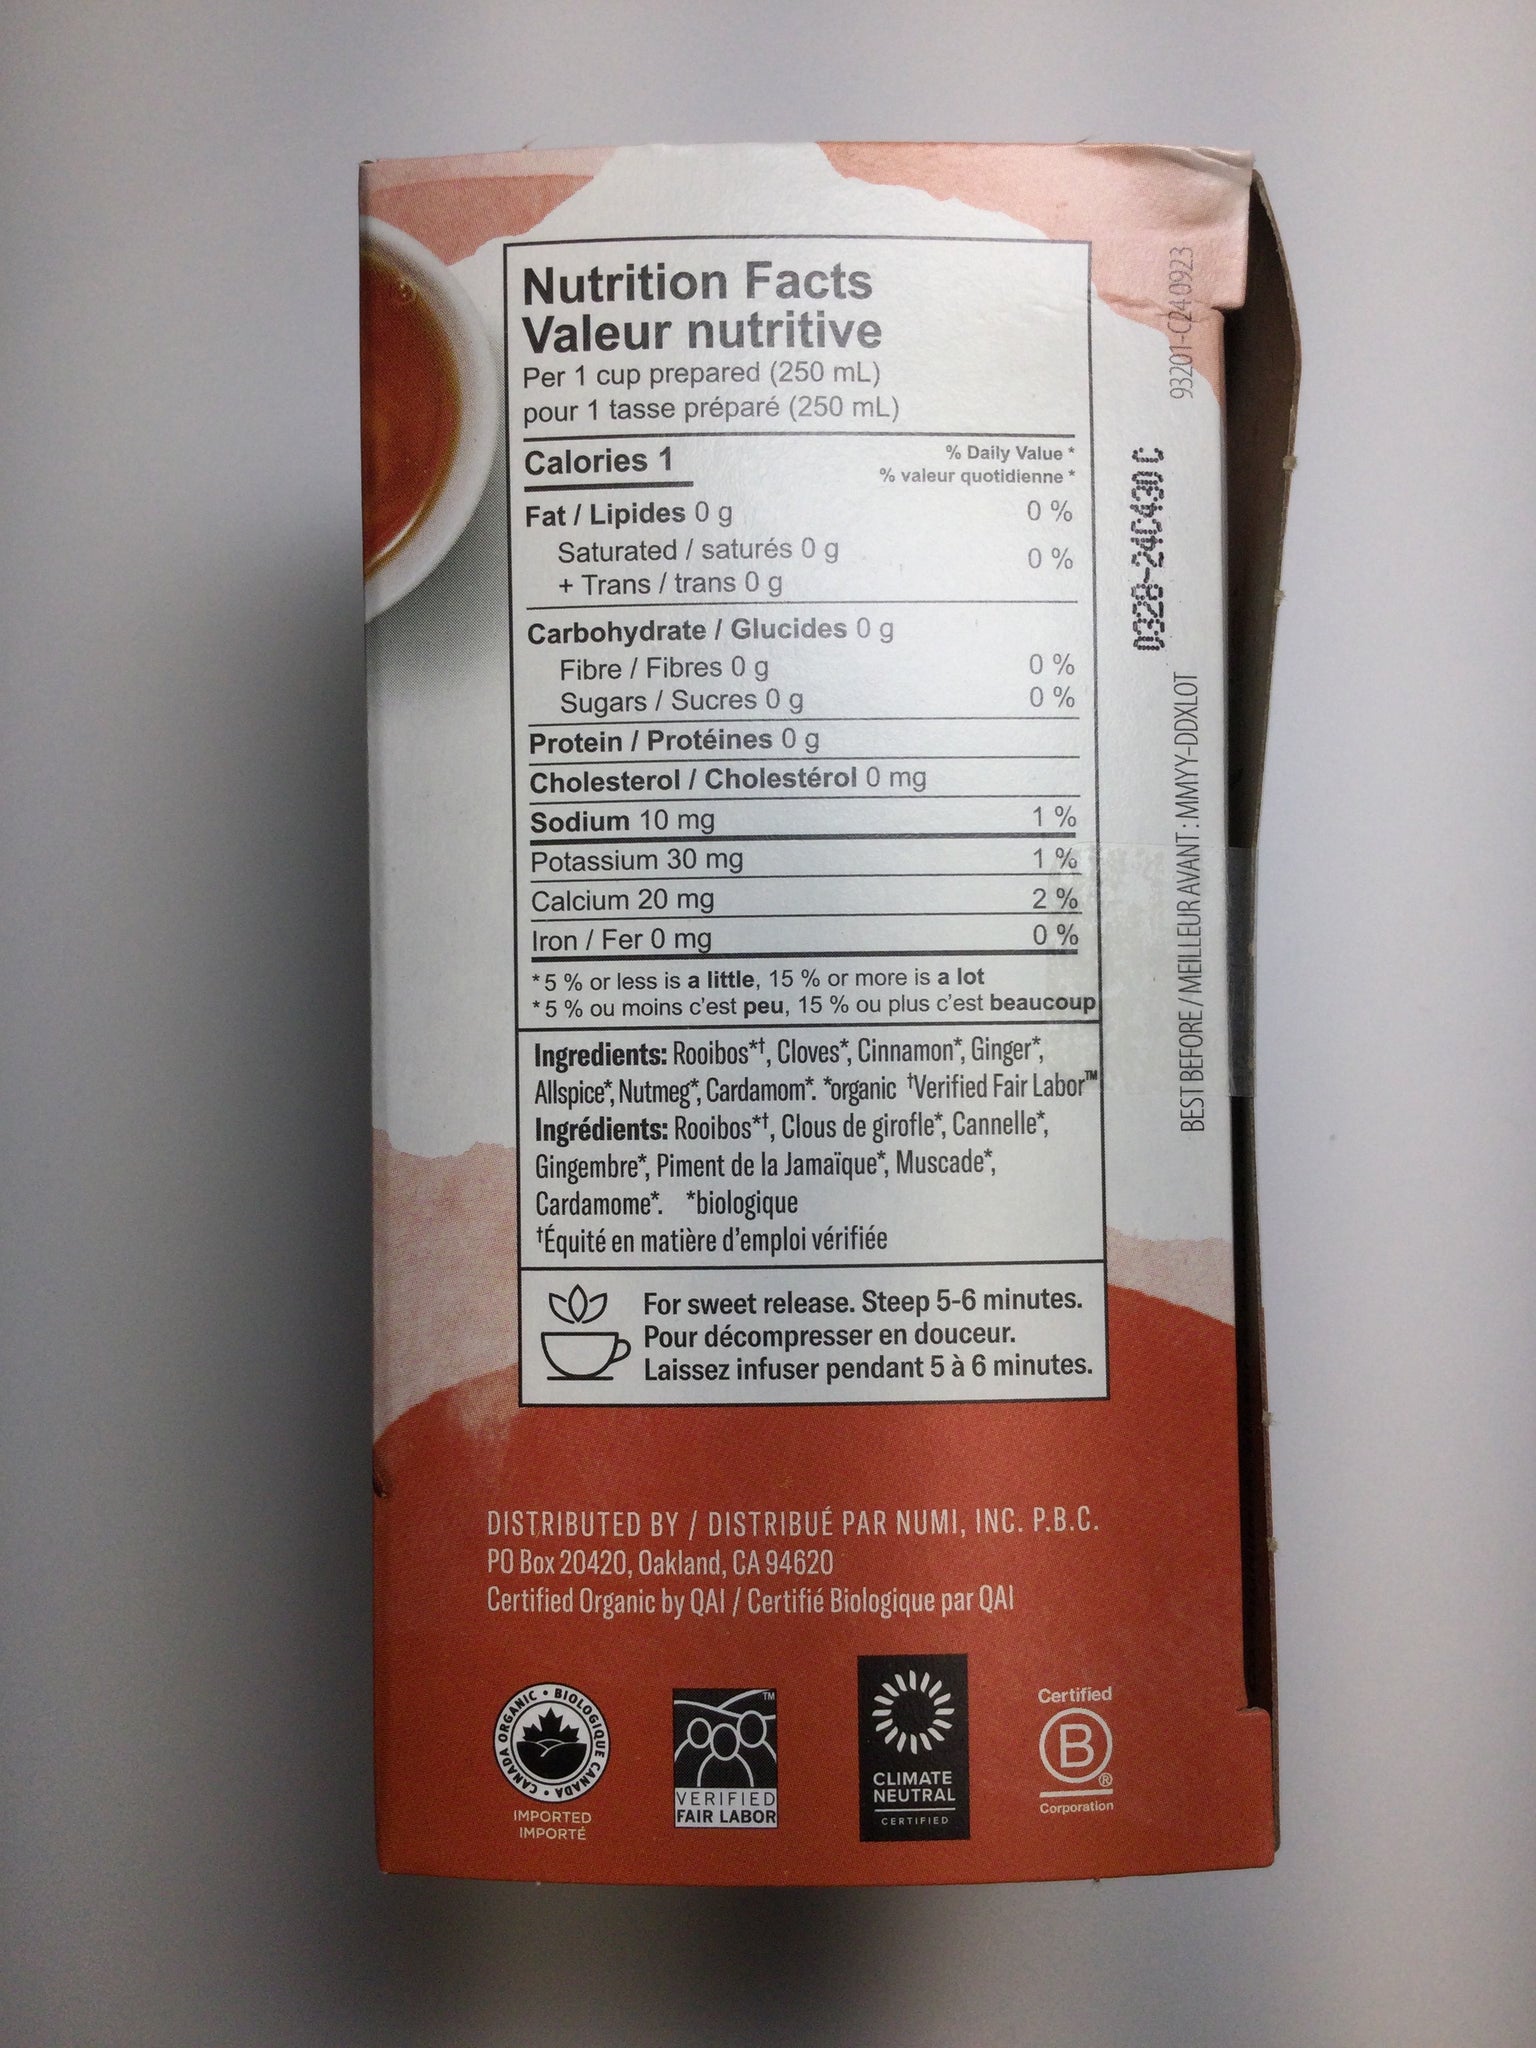 Nutrition Facts
Valeur nutritive
Per 1 cup prepared (250 mL)
pour 1 tasse préparé (250 mL)
Calories 1
% Daily Value *
% valeur quotidienne *
Fat / Lipides 0 g 0 %
Saturated / saturés 0 g 0 %
+ Trans / trans 0 g
Carbohydrate / Glucides 0 g
Fibre / Fibres 0 g 0 %
Sugars / Sucres 0 g 0 %
Protein / Protéines 0 g
Cholesterol / Cholestérol 0 mg
Sodium 10 mg 1 %
Potassium 30 mg 1 %
Calcium 20 mg 2 %
Iron / Fer 0 mg 0 %
*5 % or less is a little, 15 % or more is a lot
*5 % ou moins c'est peu, 15 % ou plus c'est beaucoup
Ingredients: Rooibos*†, Cloves*, Cinnamon*, Ginger*,
Allspice*, Nutmeg*, Cardamom*. *organic †Verified Fair Labor™
Ingrédients: Rooibos*†, Clous de girofle*, Cannelle*,
Gingembre*, Piment de la Jamaïque*, Muscade*,
Cardamome*. *biologique
†Équité en matière d'emploi vérifiée
For sweet release. Steep 5-6 minutes.
Pour décompresser en douceur.
Laissez infuser pendant 5 à 6 minutes.
DISTRIBUTED BY / DISTRIBUÉ PAR NUMI, INC. P.B.C.
PO Box 20420, Oakland, CA 94620
Certified Organic by QAI / Certifié Biologique par QAI
CANADA ORGANIC • BIOLOGIQUE CANADA •
IMPORTED
IMPORTÉ
TM
VERIFIED
FAIR LABOR
CLIMATE
NEUTRAL
CERTIFIED
Certified
B
®
Corporation
0328-24C430 C
BEST BEFORE / MEILLEUR AVANT : MMYY-DDXLOT
93201-C24 0923